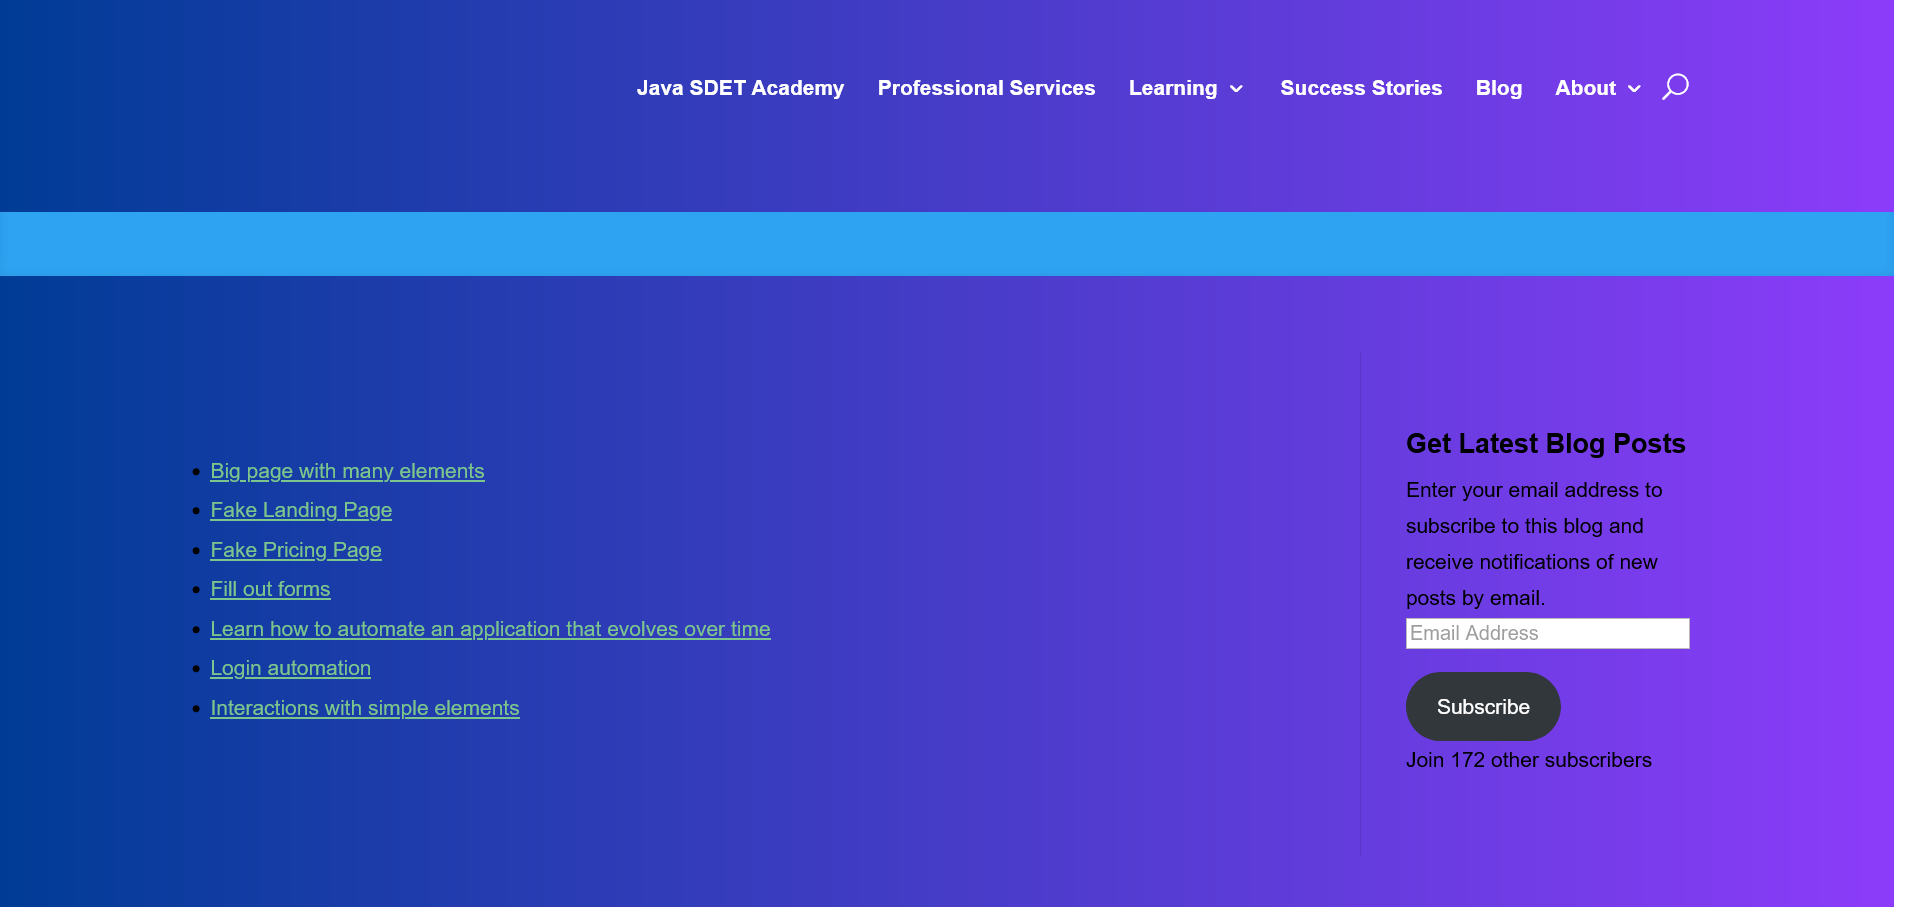 Java SDET Academy Professional Services Learning Success Stories Blog About
Big page with many elements
Fake Landing Page
Fake Pricing Page
Fill out forms
Learn how to automate an application that evolves over time
Login automation
Interactions with simple elements
Get Latest Blog Posts
Enter your email address to
subscribe to this blog and
receive notifications of new
posts by email.
Email Address
Subscribe
Join 172 other subscribers